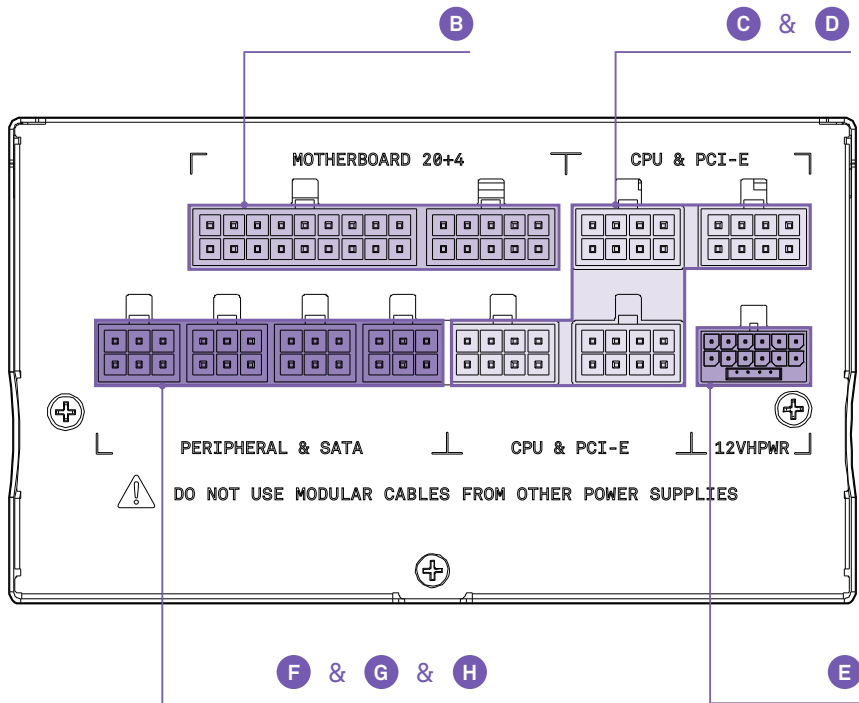 B C & D
MOTHERBOARD 20+4 CPU & PCI-E
PERIPHERAL & SATA CPU & PCI-E 12VHPWR
DO NOT USE MODULAR CABLES FROM OTHER POWER SUPPLIES
F & G & H E